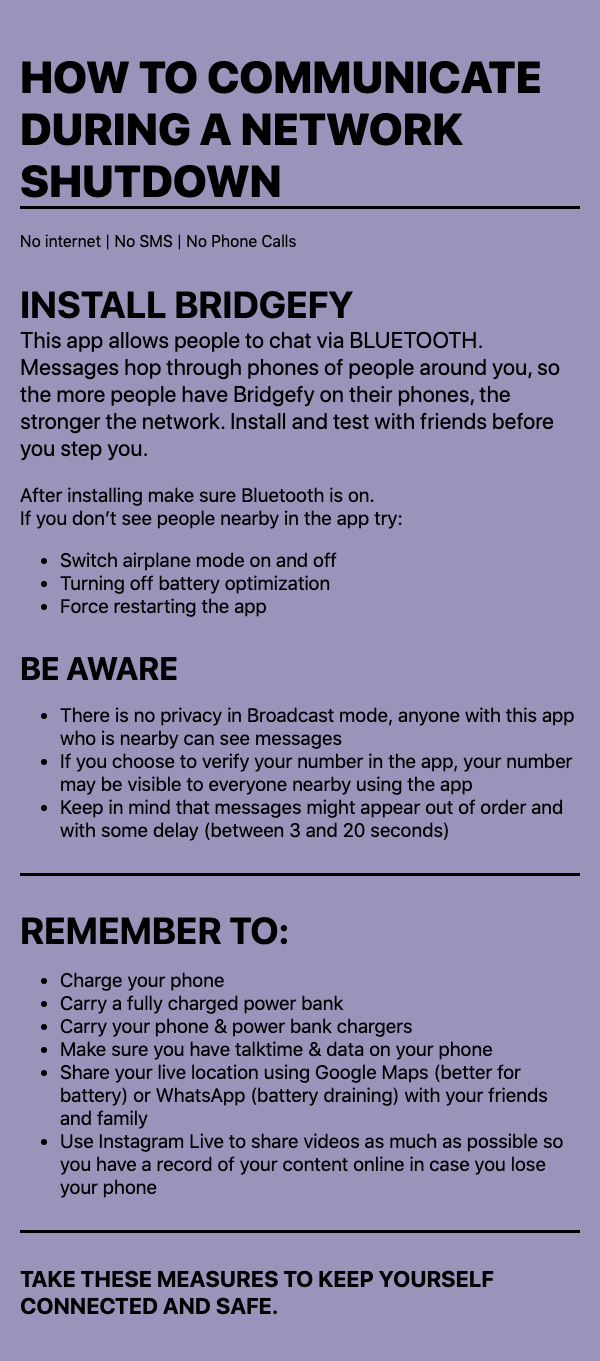 HOW TO COMMUNICATE
DURING A NETWORK
SHUTDOWN
No internet | No SMS | No Phone Calls
INSTALL BRIDGEFY
This app allows people to chat via BLUETOOTH.
Messages hop through phones of people around you, so
the more people have Bridgefy on their phones, the
stronger the network. Install and test with friends before
you step you.
After installing make sure Bluetooth is on.
If you don’t see people nearby in the app try:
• Switch airplane mode on and off
• Turning off battery optimization
• Force restarting the app
BE AWARE
• There is no privacy in Broadcast mode, anyone with this app
who is nearby can see messages
• If you choose to verify your number in the app, your number
may be visible to everyone nearby using the app
• Keep in mind that messages might appear out of order and
with some delay (between 3 and 20 seconds)
REMEMBER TO:
• Charge your phone
• Carry a fully charged power bank
• Carry your phone & power bank chargers
• Make sure you have talktime & data on your phone
• Share your live location using Google Maps (better for
battery) or WhatsApp (battery draining) with your friends
and family
• Use Instagram Live to share videos as much as possible so
you have a record of your content online in case you lose
your phone
TAKE THESE MEASURES TO KEEP YOURSELF
CONNECTED AND SAFE.